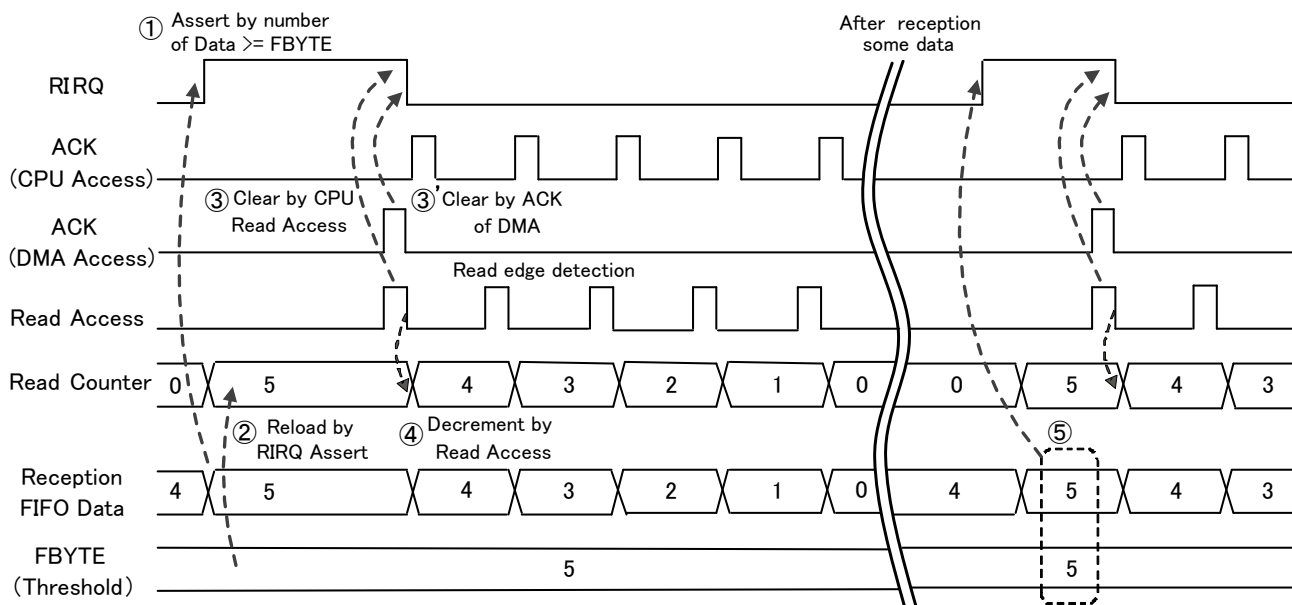 ① Assert by number
of Data >= FBYTE
After reception
some data
RIRQ
ACK
(CPU Access)
③ Clear by CPU
Read Access
③' Clear by ACK
of DMA
ACK
(DMA Access)
Read edge detection
Read Access
Read Counter
0 5 4 3 2 1 0 0 5 4 3
② Reload by
RIRQ Assert
④ Decrement by
Read Access
⑤
Reception
FIFO Data
4 5 4 3 2 1 0 4 5 4 3
FBYTE
(Threshold)
5 5